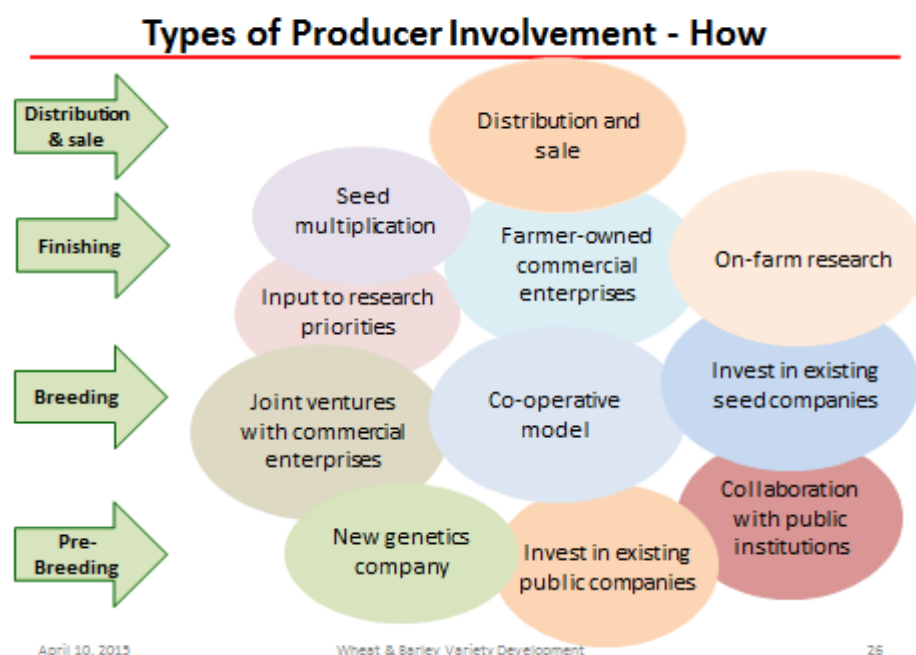 Types of Producer Involvement - How
Distribution
& sale
Finishing
Breeding
Pre-
Breeding
Distribution and
sale
Seed
multiplication
Farmer-owned
commercial
enterprises
On-farm research
Input to research
priorities
Invest in existing
seed companies
Co-operative
model
Joint ventures
with commercial
enterprises
Collaboration
with public
institutions
New genetics
company
Invest in existing
public companies
April 10, 2015
Wheat & Barley Variety Development
26